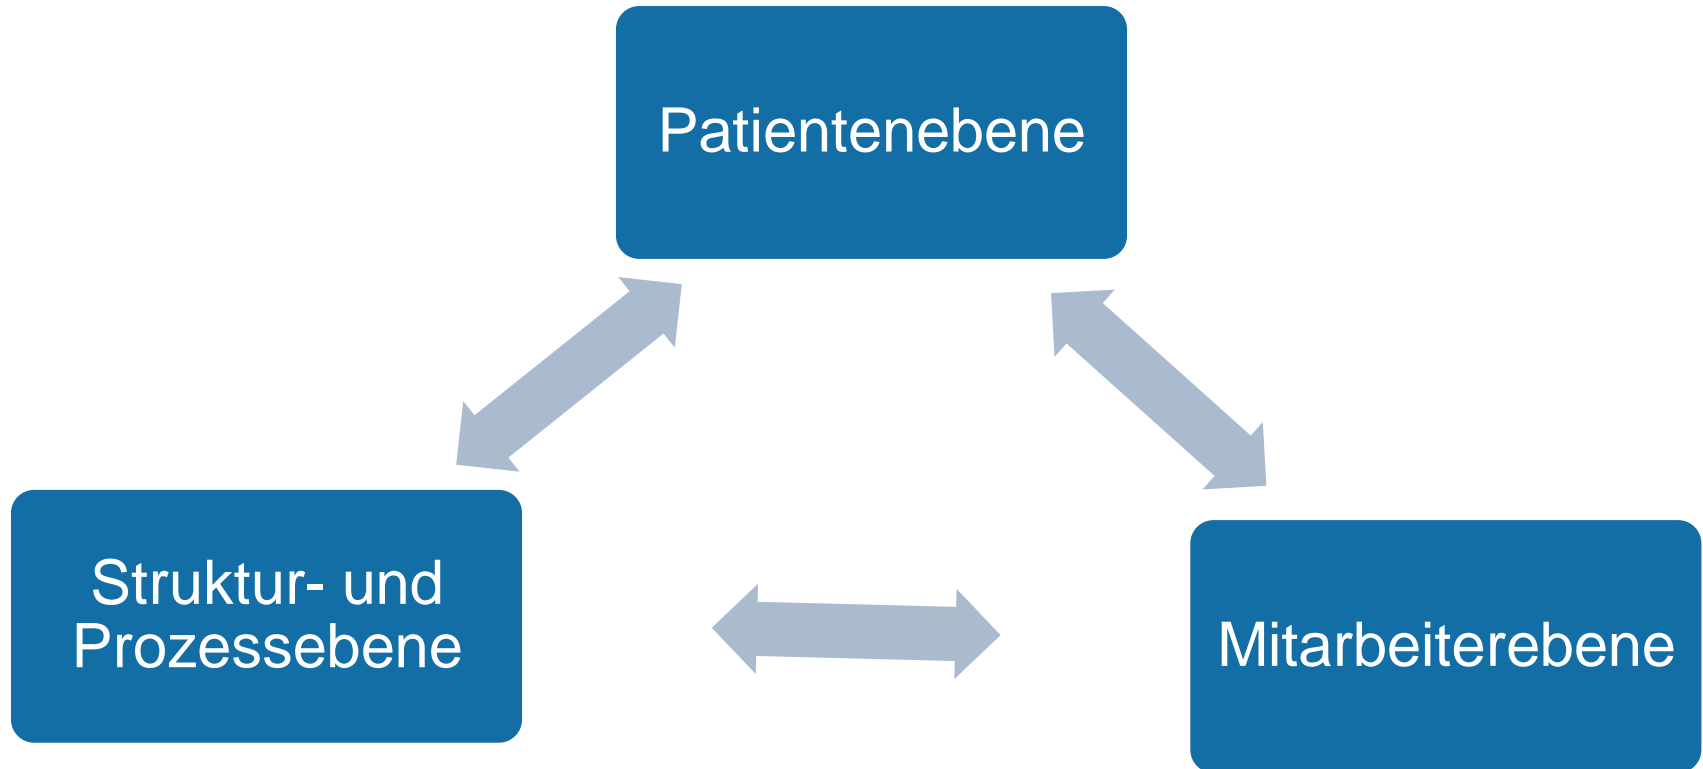 Patientenebene
Struktur- und
Prozessebene
Mitarbeiterebene